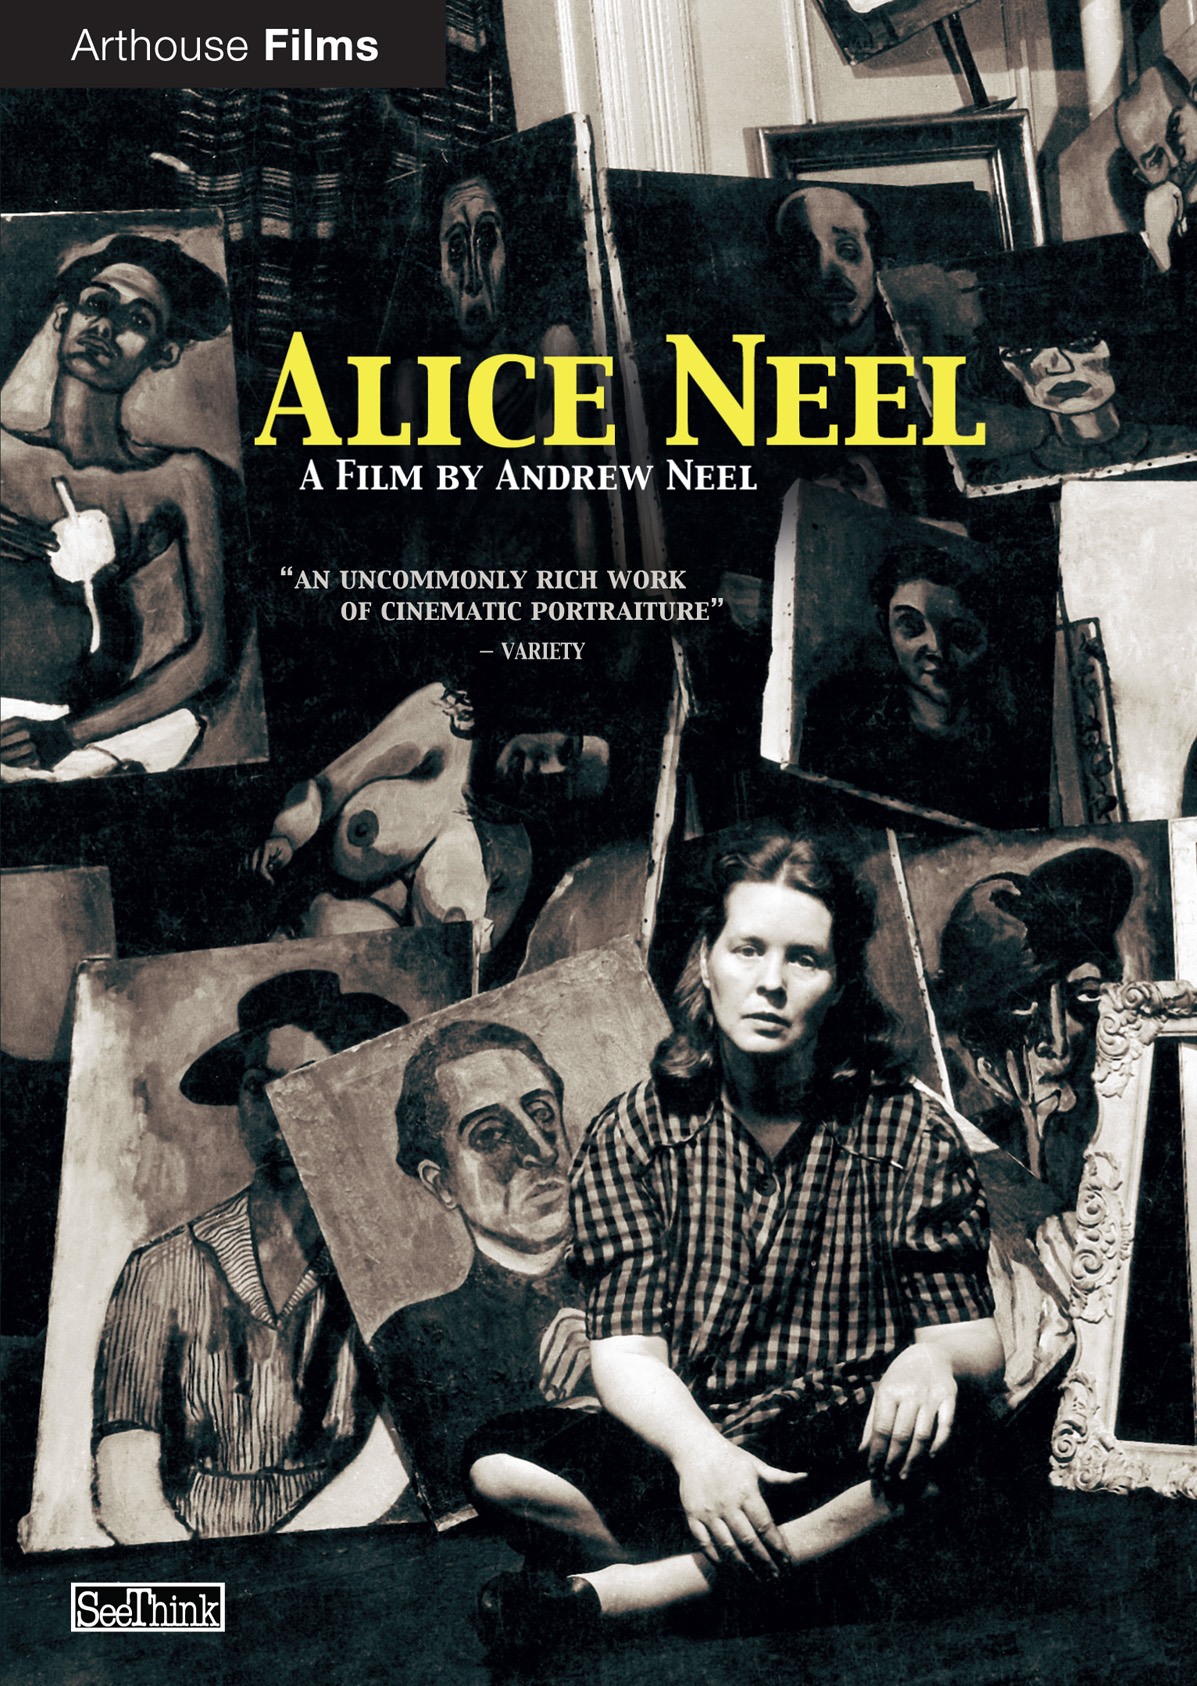 Arthouse Films
ALICE NEEL
A FILM BY ANDREW NEEL
“AN UNCOMMONLY RICH WORK
OF CINEMATIC PORTRAITURE”
– VARIETY
SeeThink